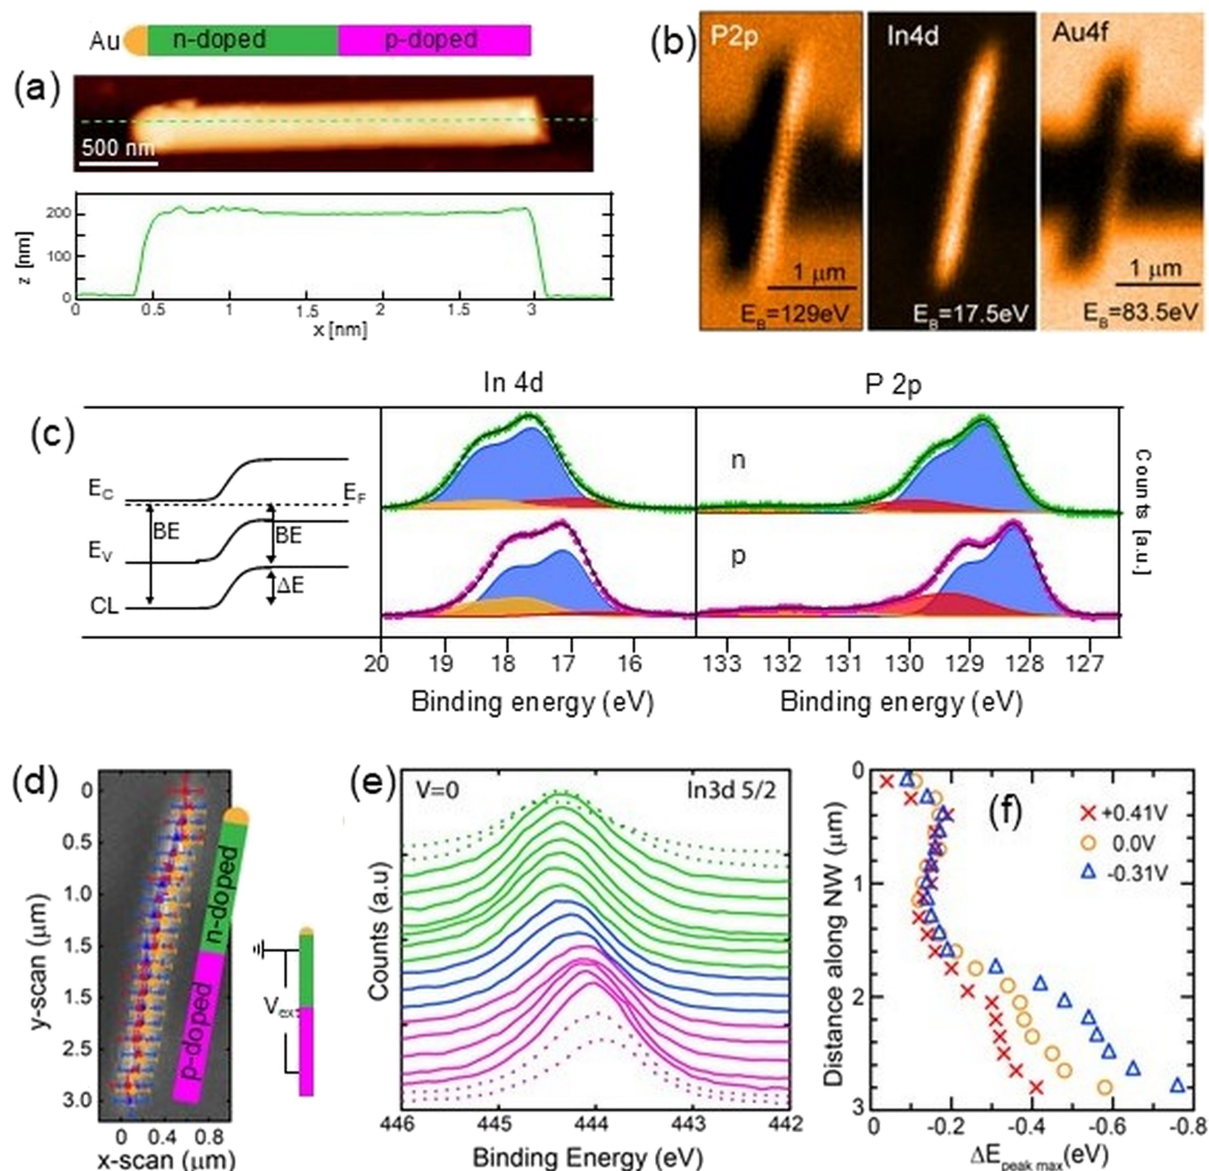 Au n-doped p-doped
(a)
500 nm
z [nm]
200
100
0
0 0.5 1 1.5 2 1.5 3
x [nm]
(b)
P2p In4d Au4f
1 μm 1 μm
E_B=129eV E_B=17.5eV E_B=83.5eV
In 4d P 2p
(c)
E_C E_F
BE BE
E_V
ΔE
CL
n
p
Counts [a.u.]
20 19 18 17 16 133 132 131 130 129 128 127
Binding energy (eV) Binding energy (eV)
(d)
y-scan (μm)
0
0.5
1.0
1.5
1.5
2.5
3.0
0 0.4 0.8
x-scan (μm)
n-doped
p-doped
V_ext
(e)
V=0 In3d 5/2
Counts (a.u)
446 445 444 443 442
Binding Energy (eV)
(f)
+0.41V
0.0V
-0.31V
Distance along NW (μm)
0
1
2
3
0 -0.2 -0.4 -0.6 -0.8
ΔE_peak max (eV)